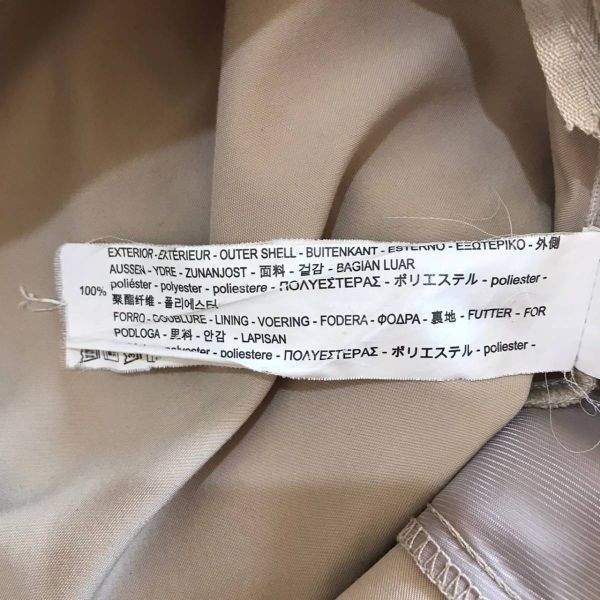 EXTERIOR - EXTÉRIEUR - OUTER SHELL - BUITENKANT - ESTERNO - ΕΞΩΤΕΡΙΚΟ - 外側
AUSSEN - YDRE - ZUNANJOST - 面料 - 겉감 - BAGIAN LUAR
100% poliéster - polyester - poliestere - ΠΟΛΥΕΣΤΕΡΑΣ - ポリエステル - poliester -
聚酯纤维 - 폴리에스터
FORRO - DOUBLURE - LINING - VOERING - FODERA - ΦΟΔΡΑ - 裏地 - FUTTER - FOR
PODLOGA - 里料 - 안감 - LAPISAN
polyester - poliestere - ΠΟΛΥΕΣΤΕΡΑΣ - ポリエステル - poliester -